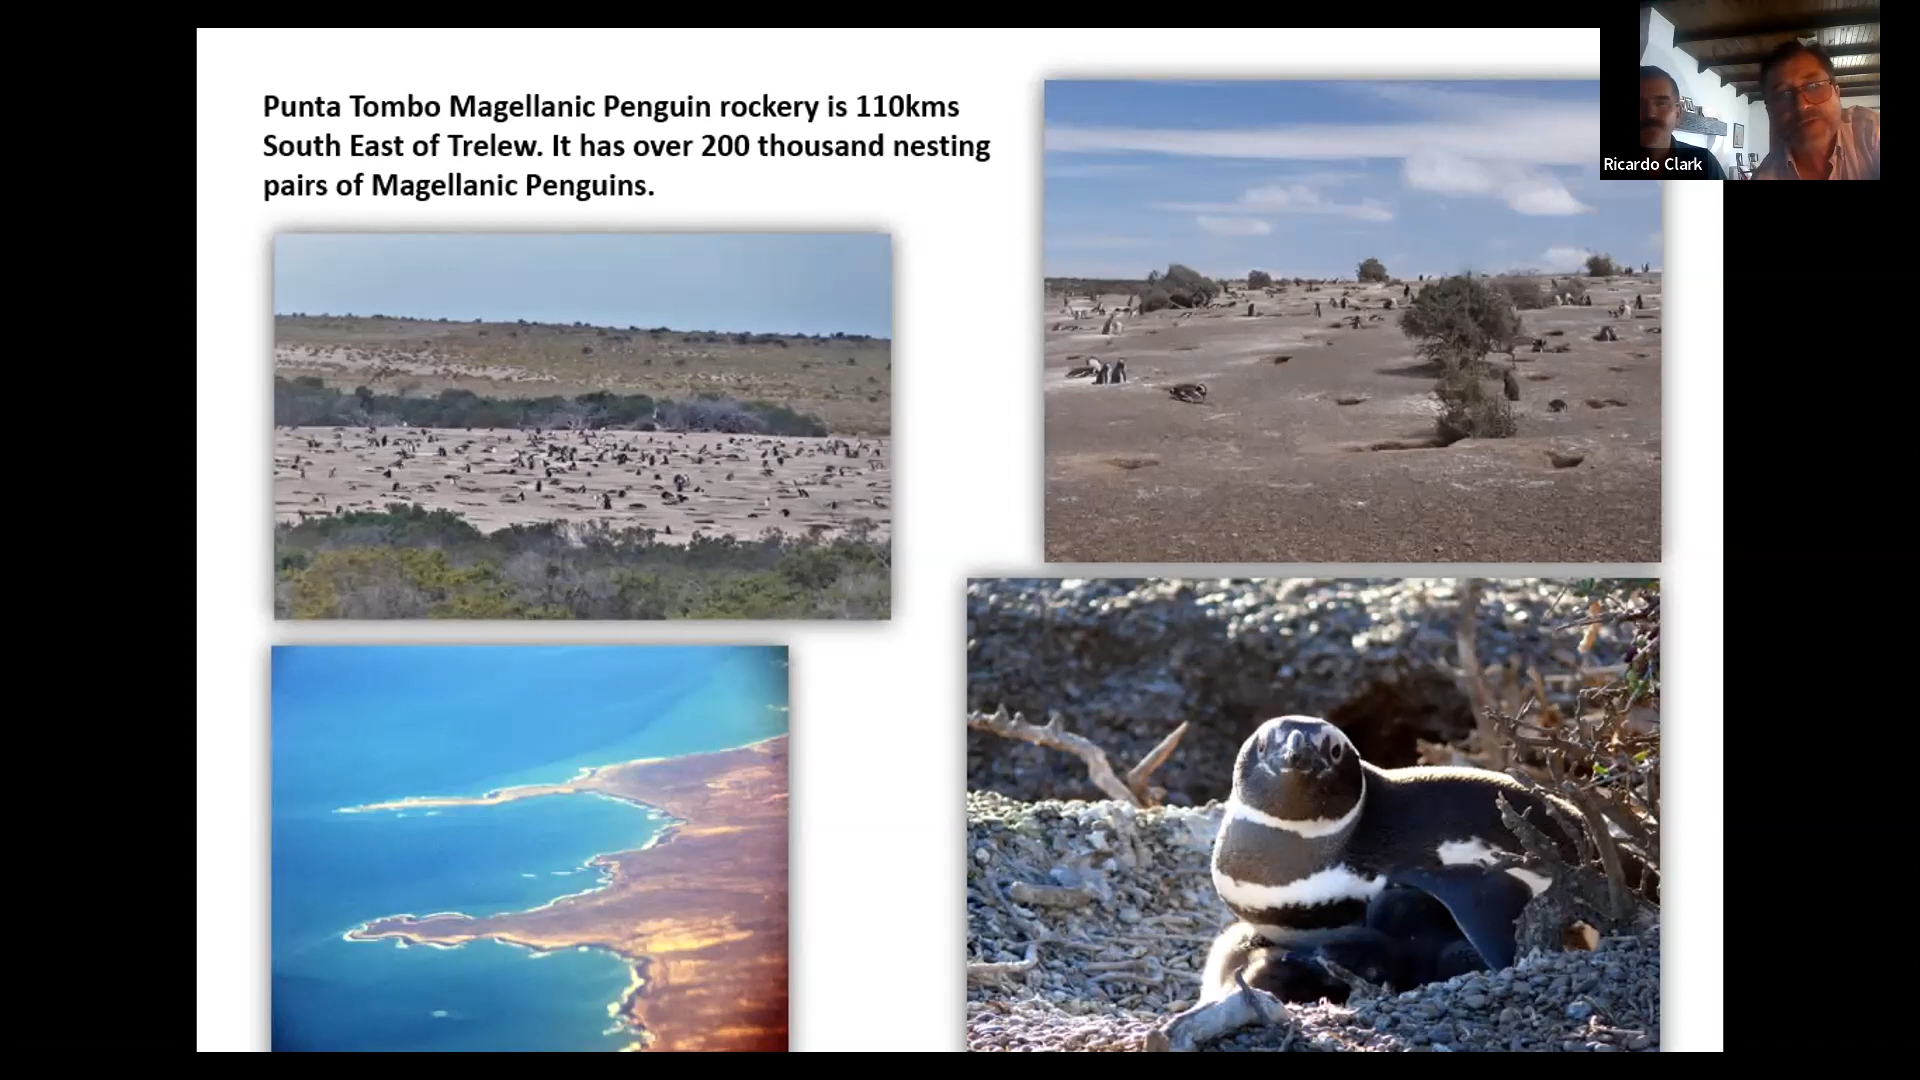 Punta Tombo Magellanic Penguin rockery is 110kms
South East of Trelew. It has over 200 thousand nesting
pairs of Magellanic Penguins.
Ricardo Clark